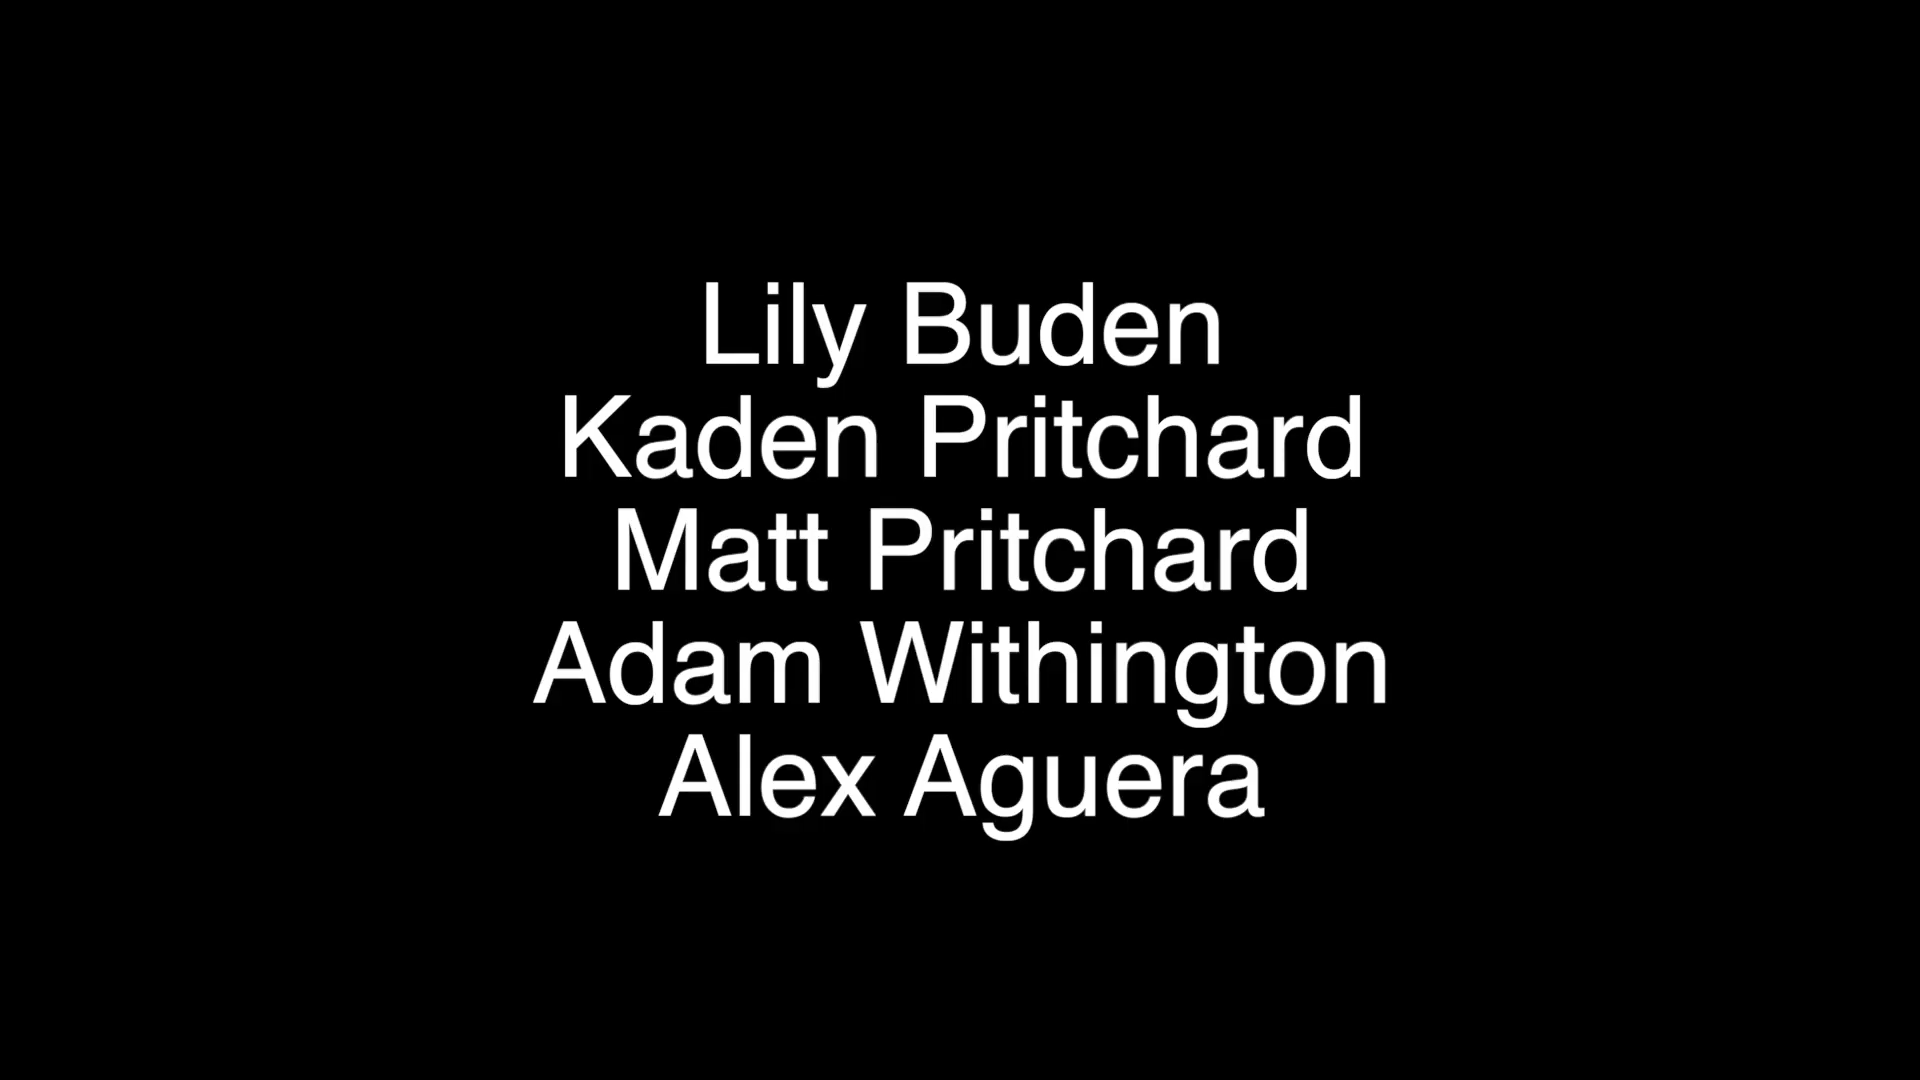 Lily Buden
Kaden Pritchard
Matt Pritchard
Adam Withington
Alex Aguera